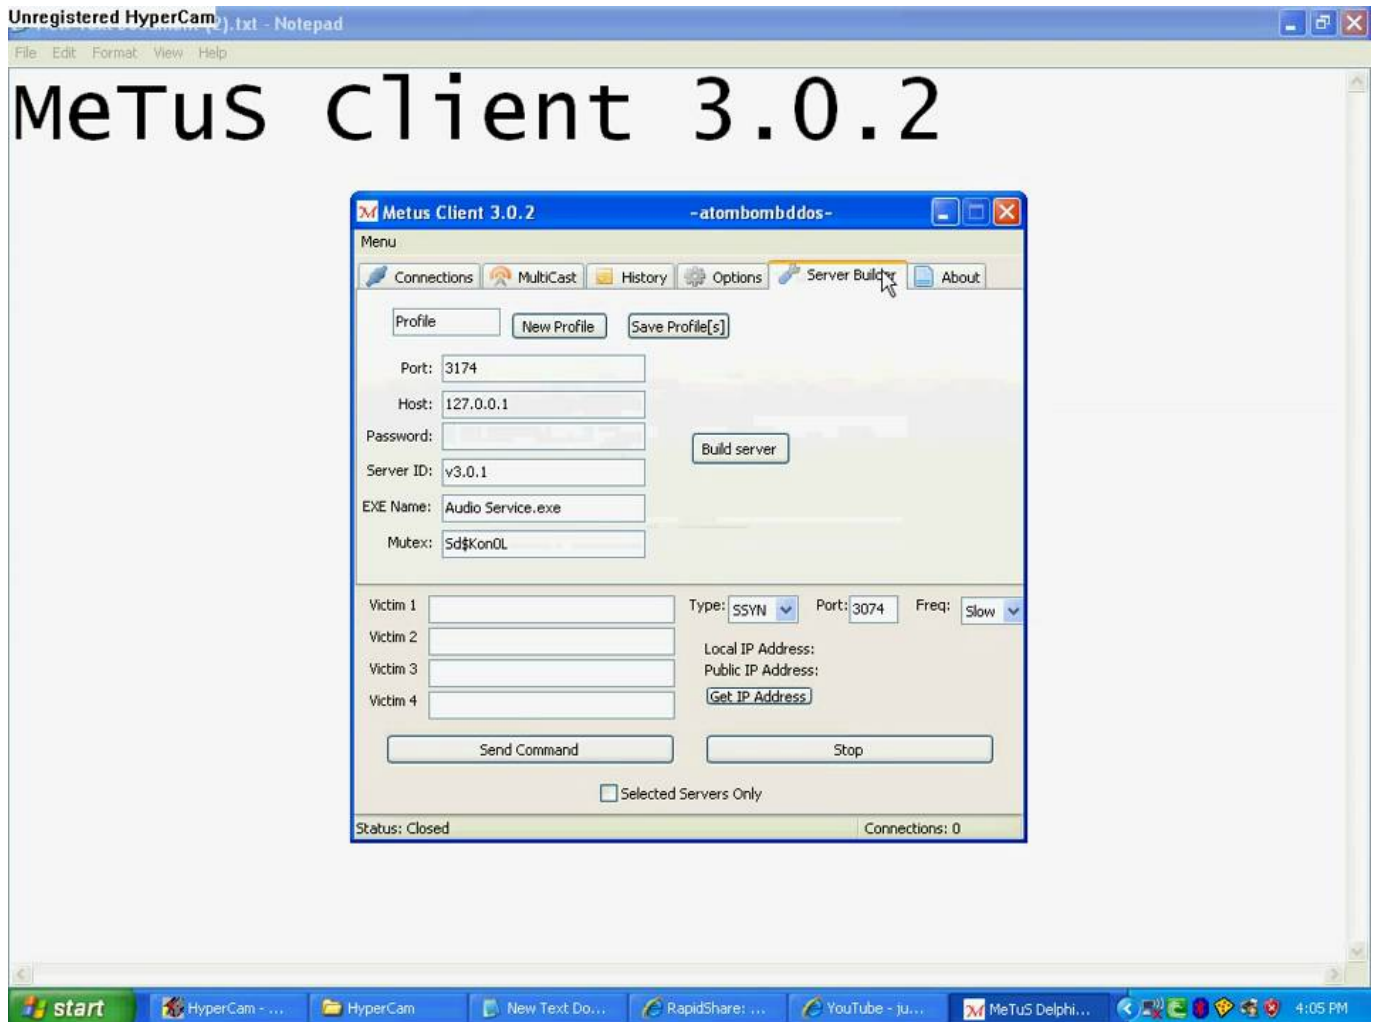 Unregistered HyperCam
2).txt - Notepad
File Edit Format View Help
MeTuS Client 3.0.2
Metus Client 3.0.2 -atombombddos-
Menu
Connections MultiCast History Options Server Builder About
Profile New Profile Save Profile[s]
Port: 3174
Host: 127.0.0.1
Password:
Build server
Server ID: v3.0.1
EXE Name: Audio Service.exe
Mutex: Sd$Kon0L
Victim 1 Type: SSYN Port: 3074 Freq: Slow
Victim 2
Local IP Address:
Victim 3 Public IP Address:
Victim 4 Get IP Address
Send Command Stop
Selected Servers Only
Status: Closed Connections: 0
start HyperCam - ... HyperCam New Text Do... RapidShare: ... YouTube - ju... MeTuS Delphi... 4:05 PM